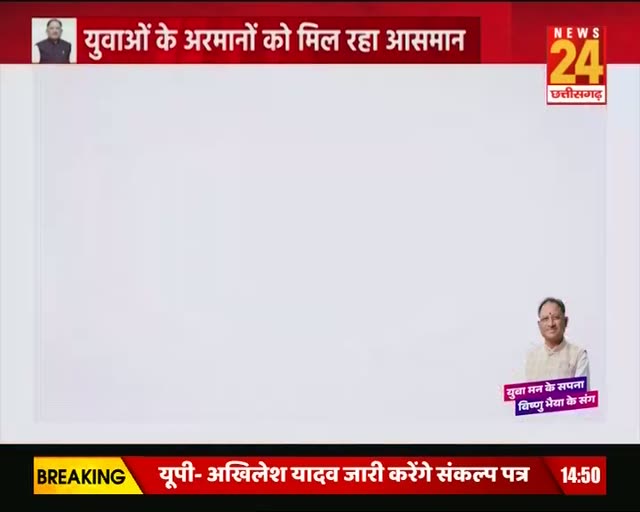 युवाओं के अरमानों को मिल रहा आसमान
NEWS
24
छत्तीसगढ़
युवा मन के सपना
विष्णु भैया के संग
BREAKING
यूपी- अखिलेश यादव जारी करेंगे संकल्प पत्र
14:50